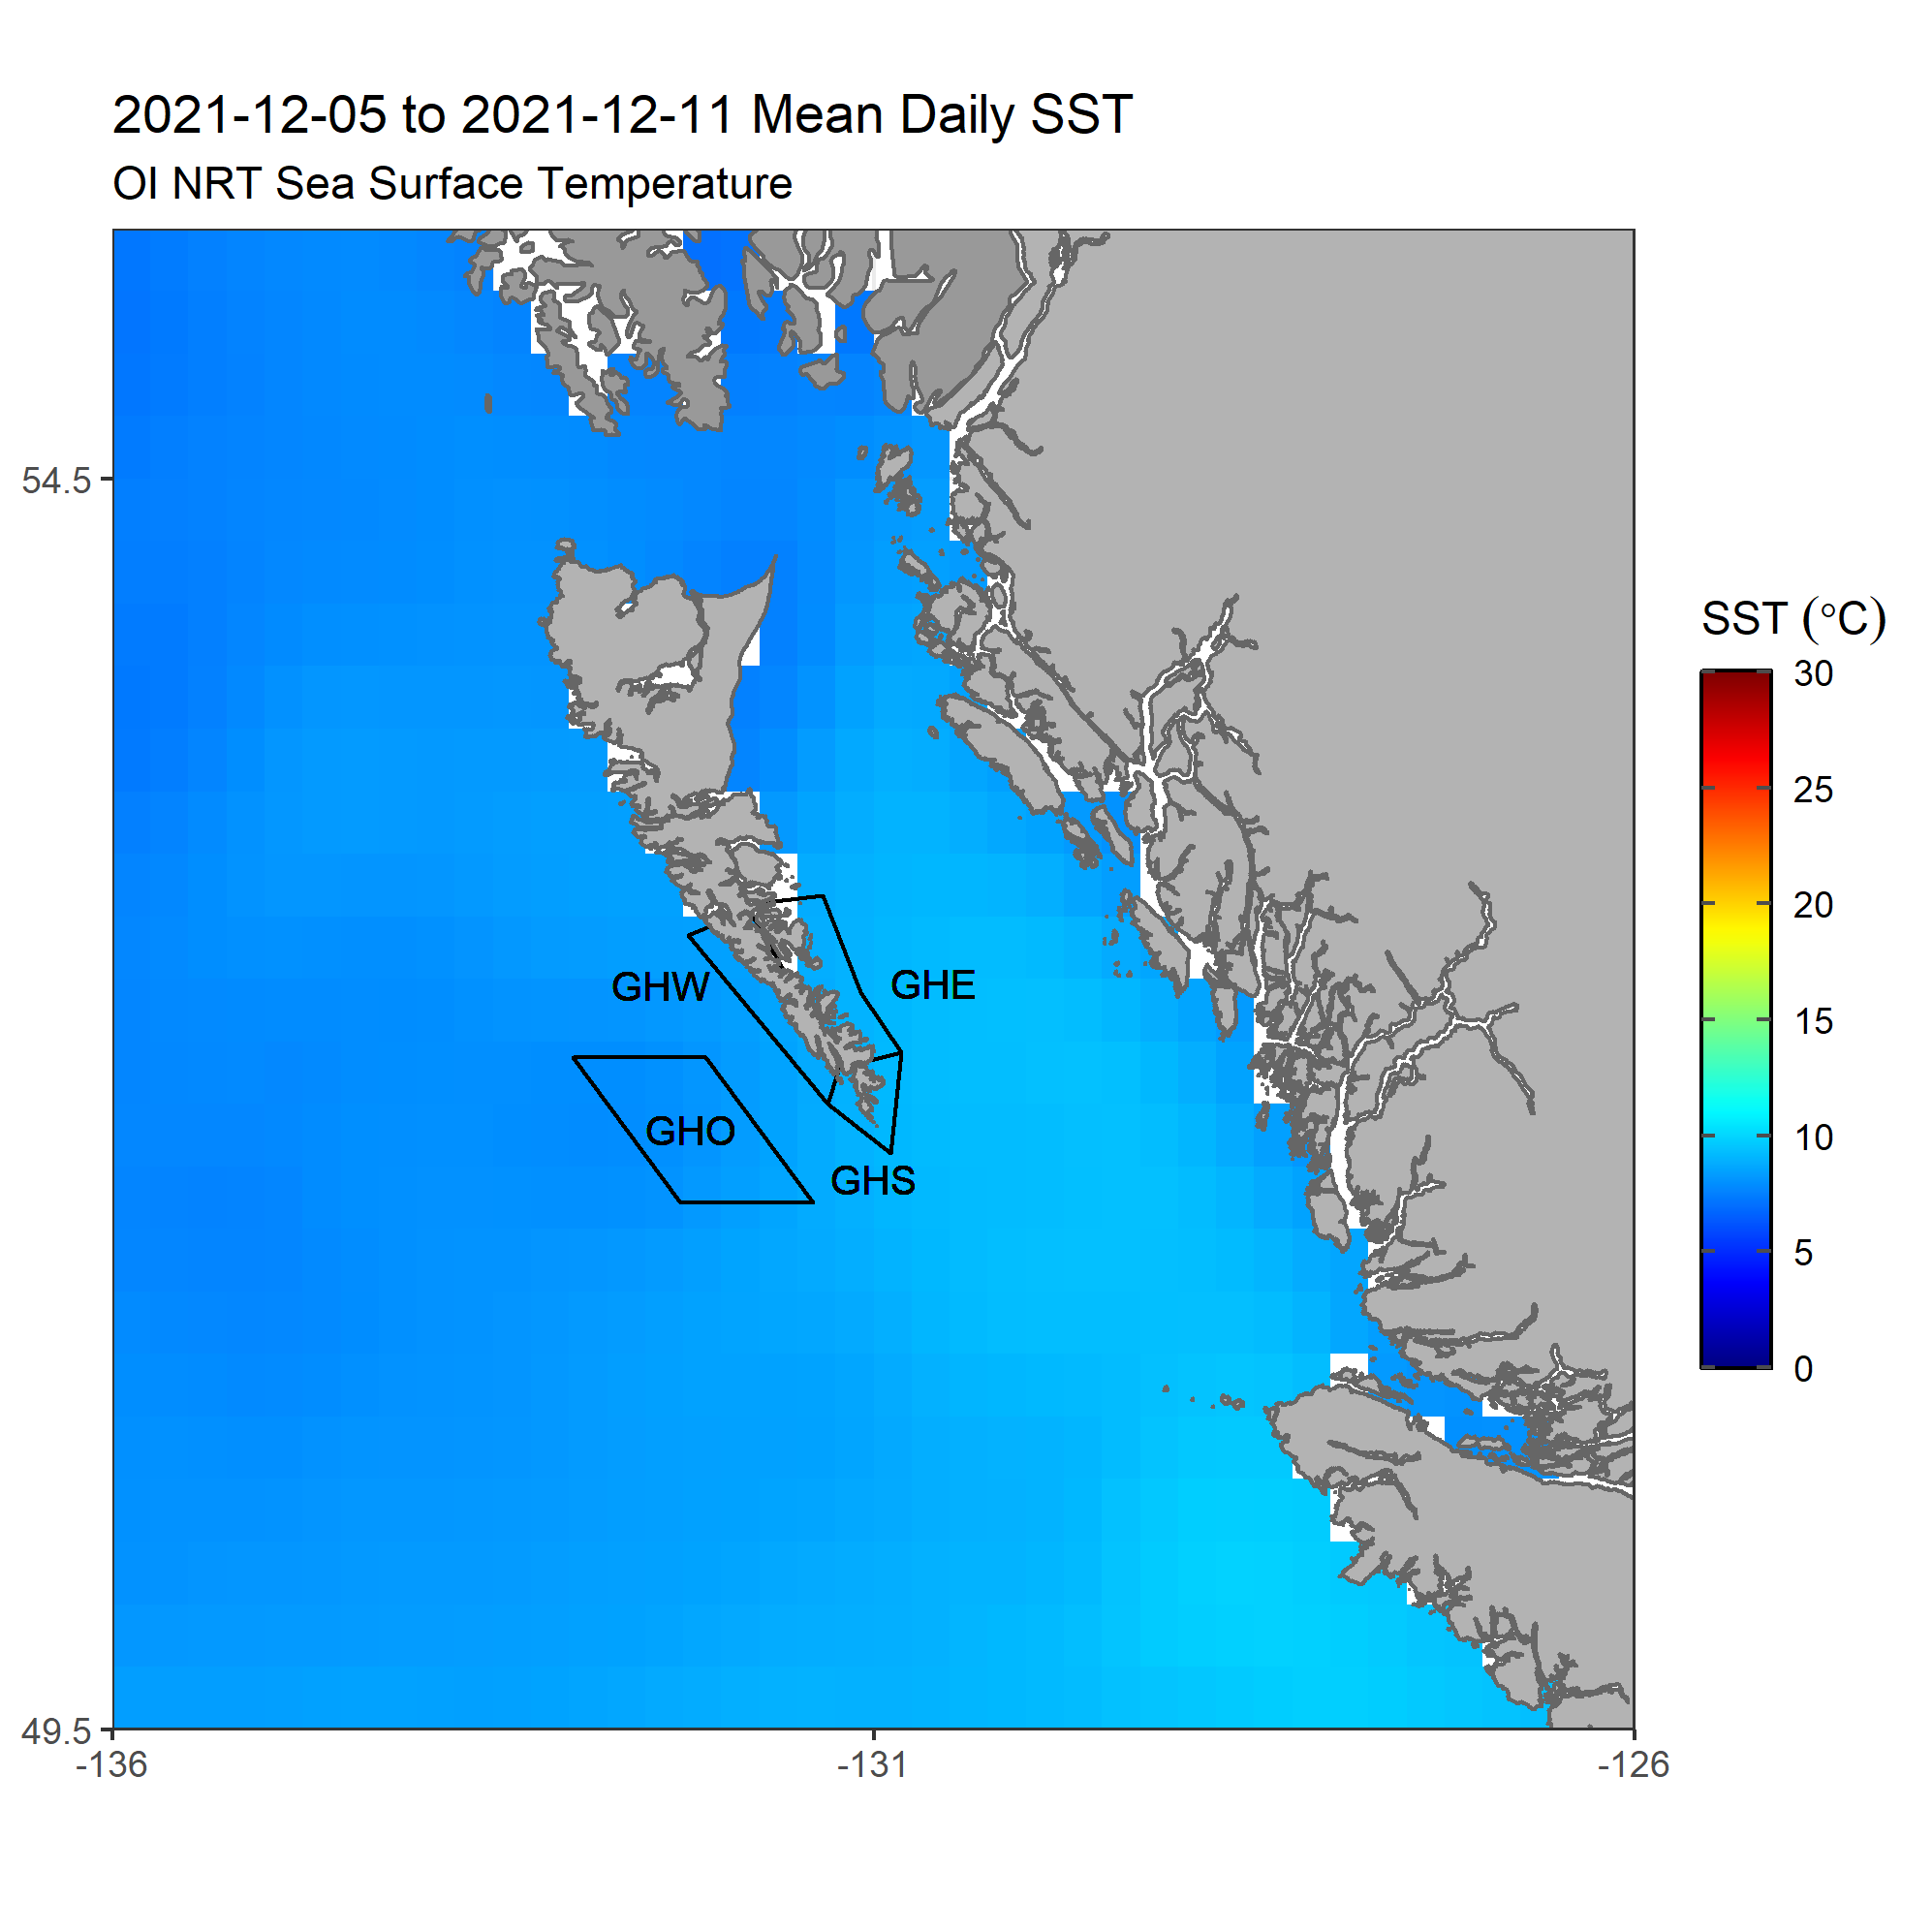 2021-12-05 to 2021-12-11 Mean Daily SST
OI NRT Sea Surface Temperature
54.5
49.5
-136
-131
-126
GHW
GHE
GHO
GHS
SST (°C)
30
25
20
15
10
5
0